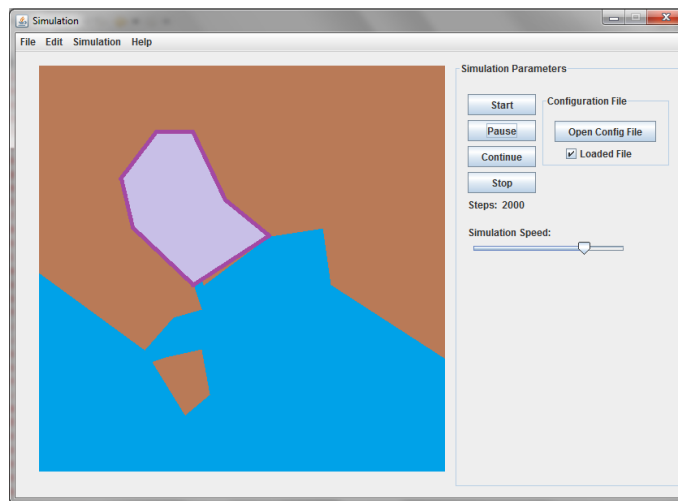 Simulation
File Edit Simulation Help
Simulation Parameters
Start
Configuration File
Pause
Open Config File
Continue
Loaded File
Stop
Steps: 2000
Simulation Speed: